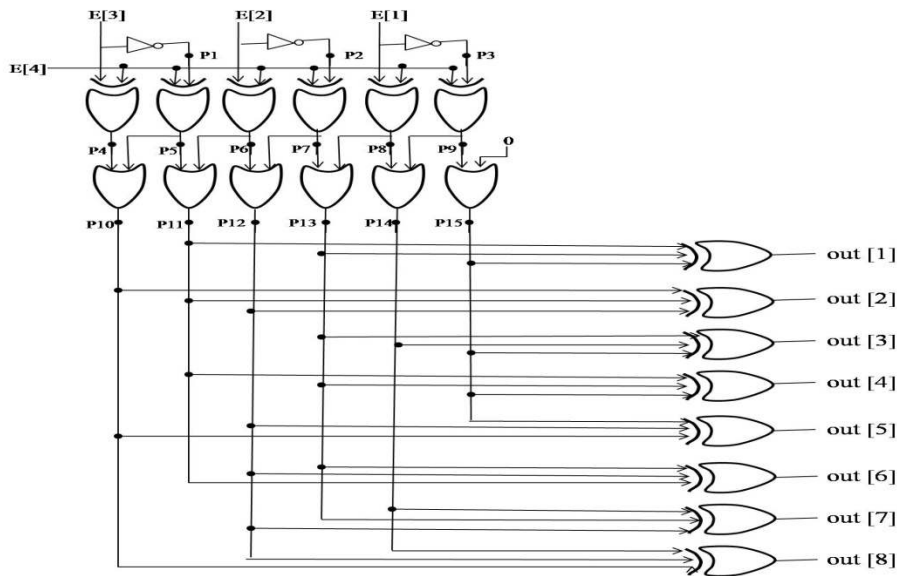 E[3] E[2] E[1]
P1 P2 P3
E[4]
P4 P5 P6 P7 P8 P9 0
P10 P11 P12 P13 P14 P15
out [1]
out [2]
out [3]
out [4]
out [5]
out [6]
out [7]
out [8]